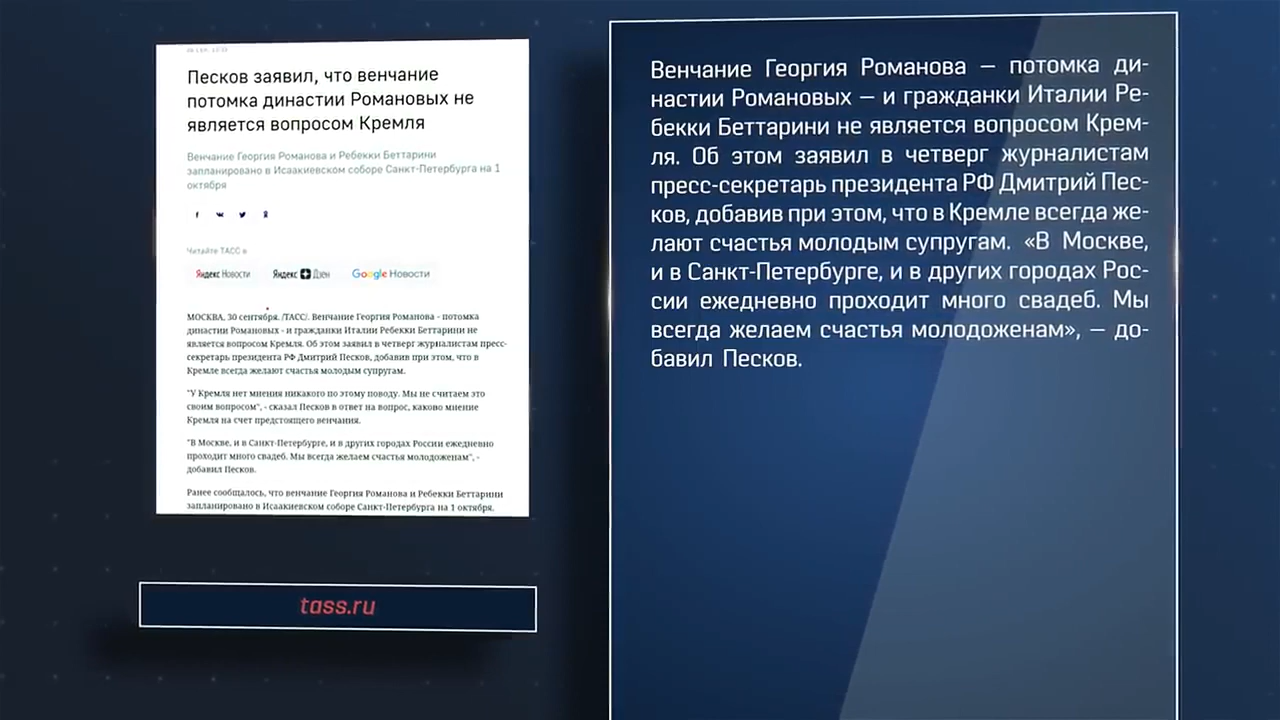 Песков заявил, что венчание
потомка династии Романовых не
является вопросом Кремля
Венчание Георгия Романова и Ребекки Беттарини
запланировано в Исаакиевском соборе Санкт-Петербурга на 1
октября
Читайте ТАСС в
Яндекс Новости
Яндекс Дзен
Google Новости
МОСКВА, 30 сентября. /ТАСС/. Венчание Георгия Романова - потомка
династии Романовых - и гражданки Италии Ребекки Беттарини не
является вопросом Кремля. Об этом заявил в четверг журналистам пресс-
секретарь президента РФ Дмитрий Песков, добавив при этом, что в
Кремле всегда желают счастья молодым супругам.
"У Кремля нет мнения никакого по этому поводу. Мы не считаем это
своим вопросом", - сказал Песков в ответ на вопрос, каково мнение
Кремля на счет предстоящего венчания.
"В Москве, и в Санкт-Петербурге, и в других городах России ежедневно
проходит много свадеб. Мы всегда желаем счастья молодоженам", -
добавил Песков.
Ранее сообщалось, что венчание Георгия Романова и Ребекки Беттарини
запланировано в Исаакиевском соборе Санкт-Петербурга на 1 октября.
tass.ru
Венчание Георгия Романова — потомка ди-
настии Романовых — и гражданки Италии Ре-
бекки Беттарини не является вопросом Крем-
ля. Об этом заявил в четверг журналистам
пресс-секретарь президента РФ Дмитрий Пес-
ков, добавив при этом, что в Кремле всегда же-
лают счастья молодым супругам. «В Москве,
и в Санкт-Петербурге, и в других городах Рос-
сии ежедневно проходит много свадеб. Мы
всегда желаем счастья молодоженам», — до-
бавил Песков.